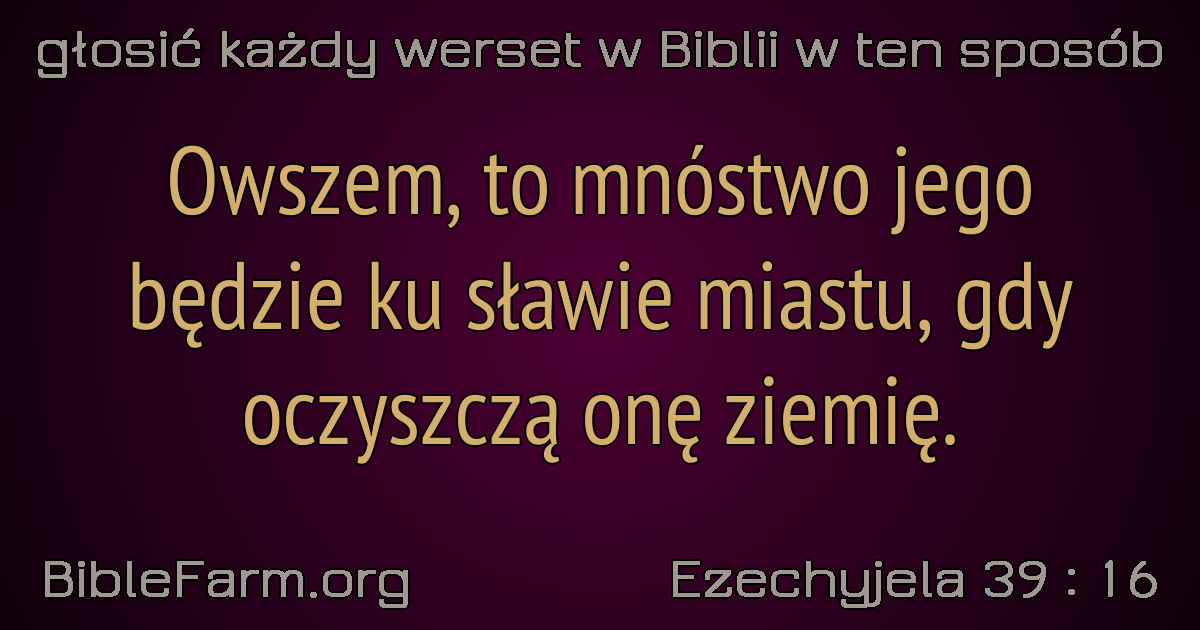 głosić każdy werset w Biblii w ten sposób
Owszem, to mnóstwo jego
będzie ku sławie miastu, gdy
oczyszczą onę ziemię.
BibleFarm.org
Ezechyjela 39 : 16